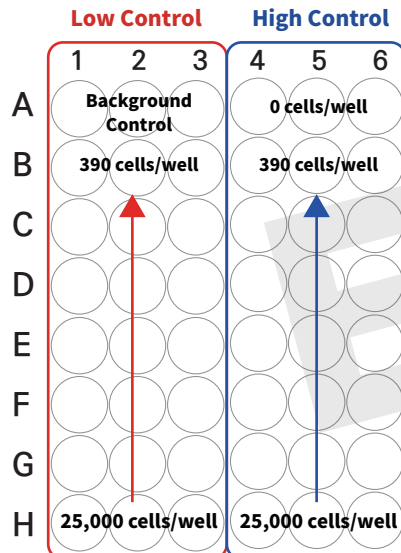 Low Control High Control
1 2 3 4 5 6
A Background Control 0 cells/well
B 390 cells/well 390 cells/well
C
D
E
F
G
H 25,000 cells/well 25,000 cells/well